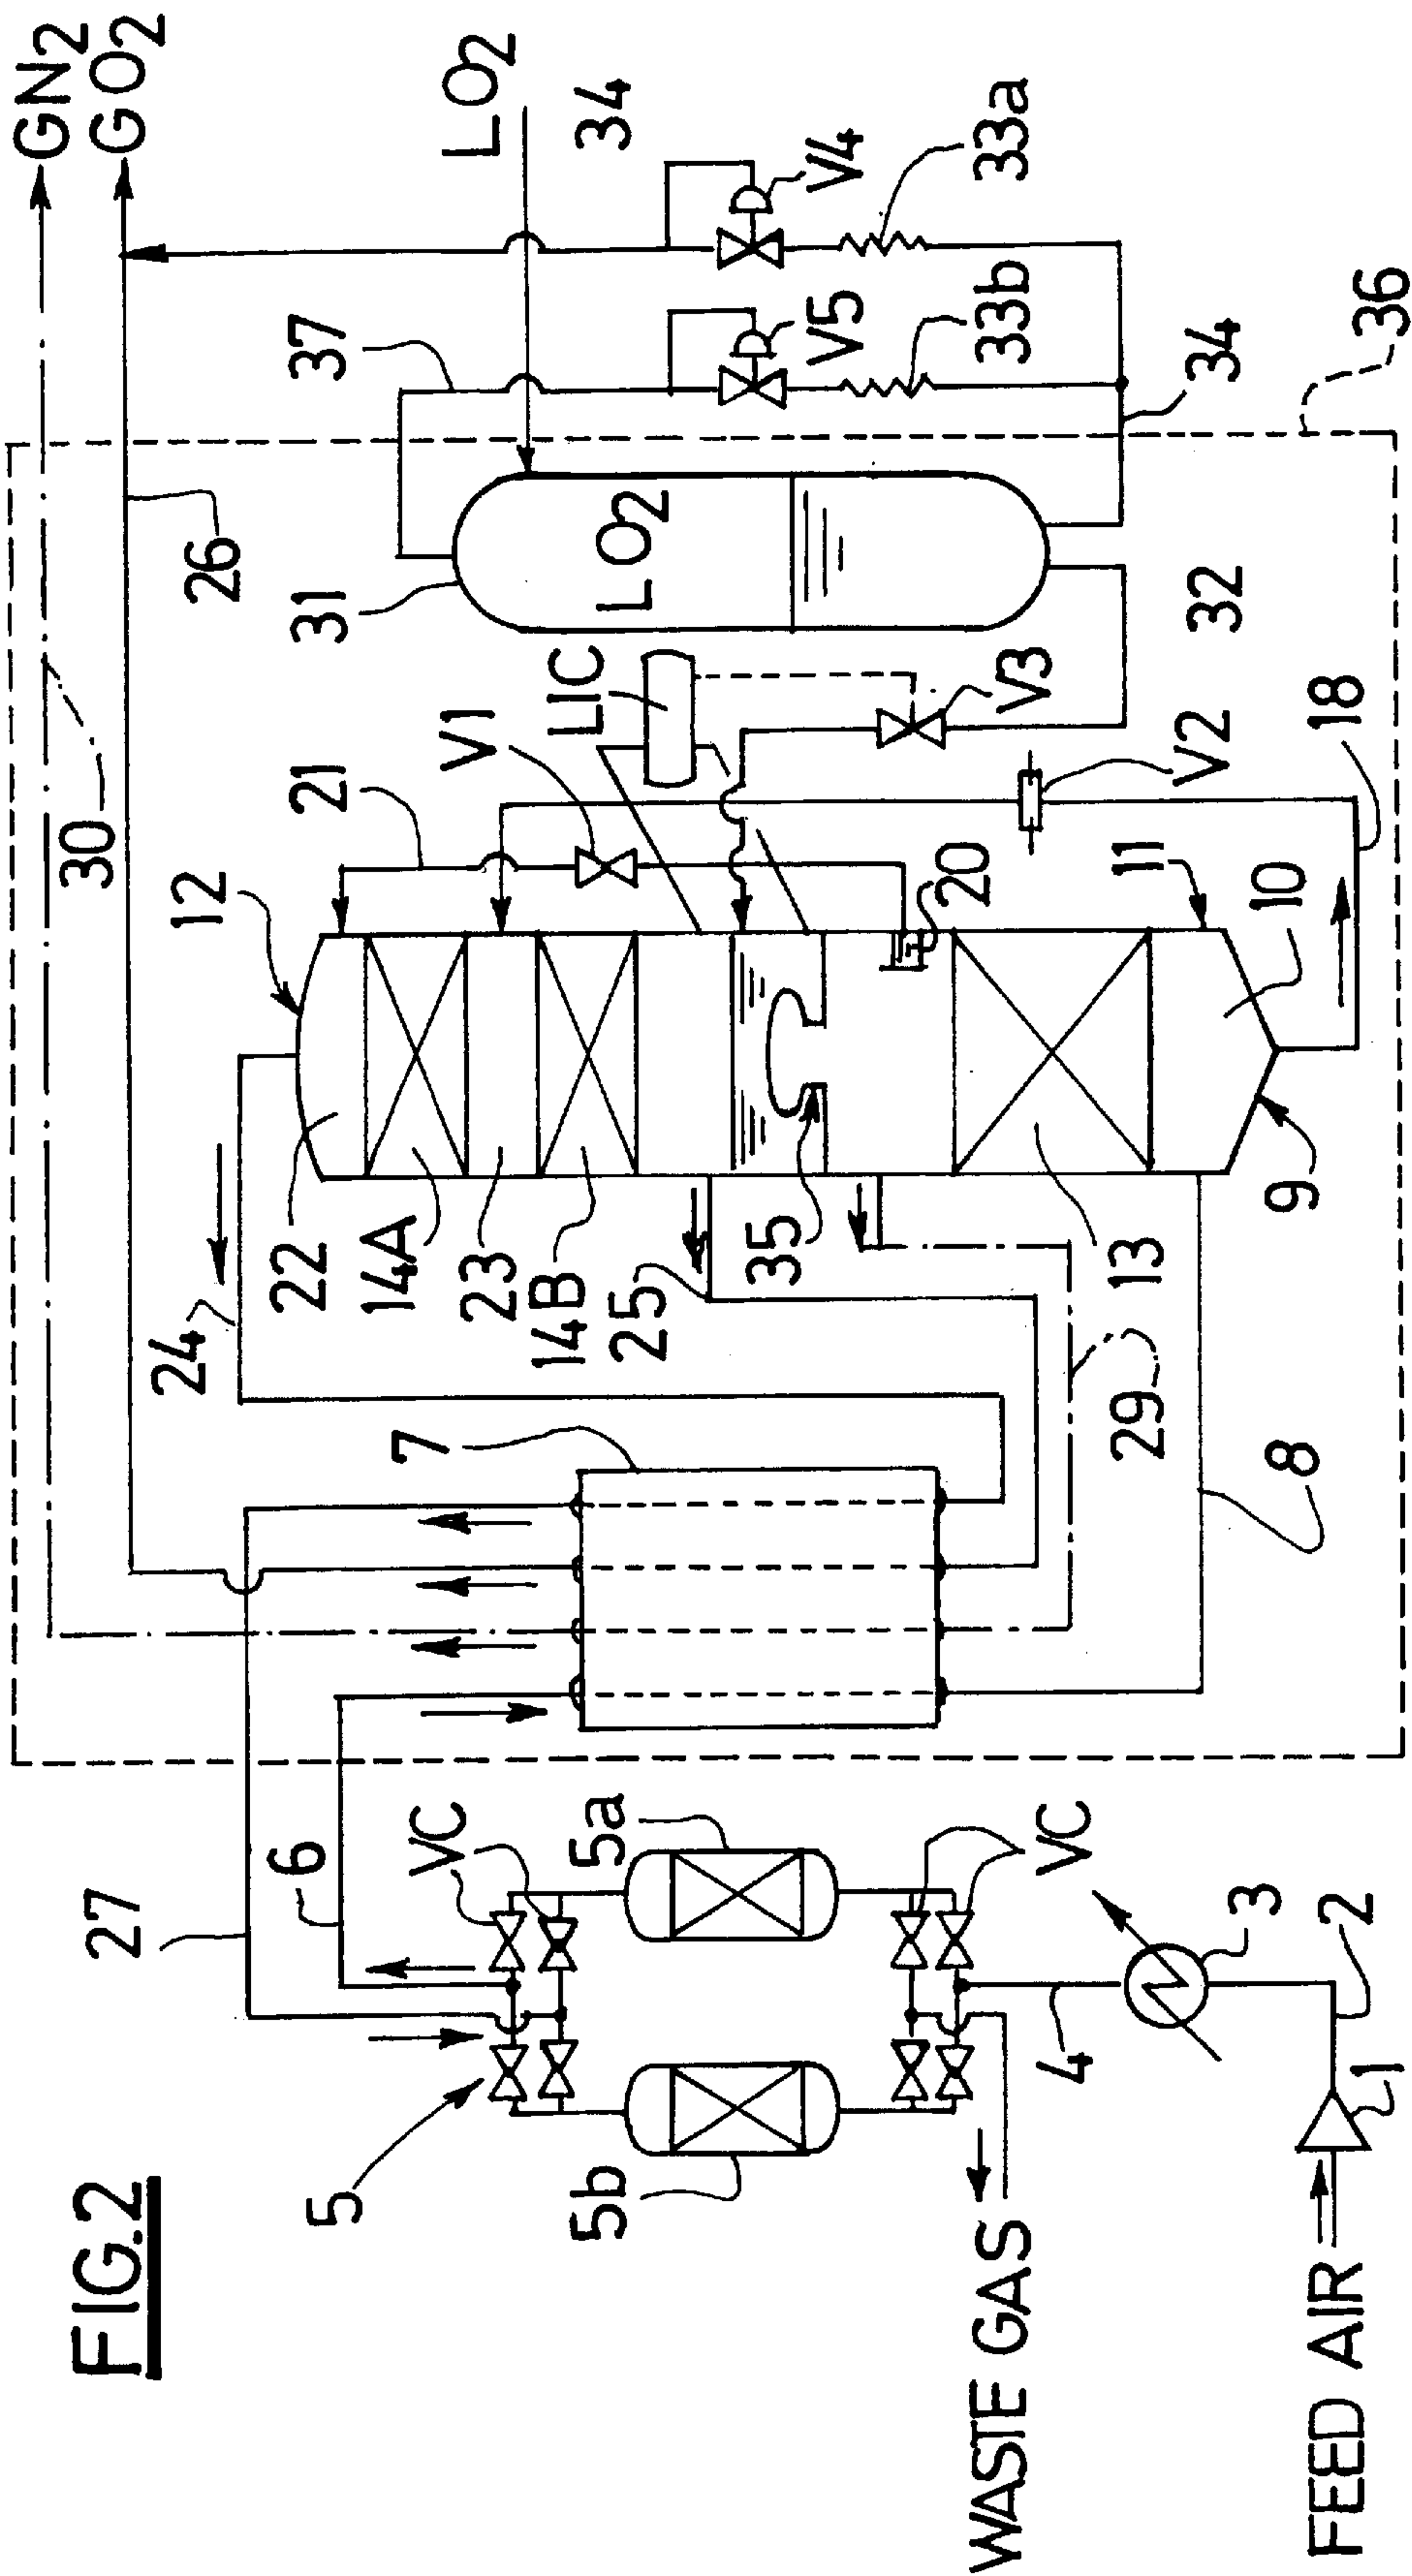 FIG.2
GN2
GO2
LO2
34
V4
33a
37
V5
33b
34
36
26
31
LO2
32
LIC
V3
V1
V2
18
21
30
12
20
11
10
22
14A
23
14B
25
35
13
9
24
29
7
8
27
6
VC
5a
VC
5
5b
3
2
4
1
WASTE GAS
FEED AIR